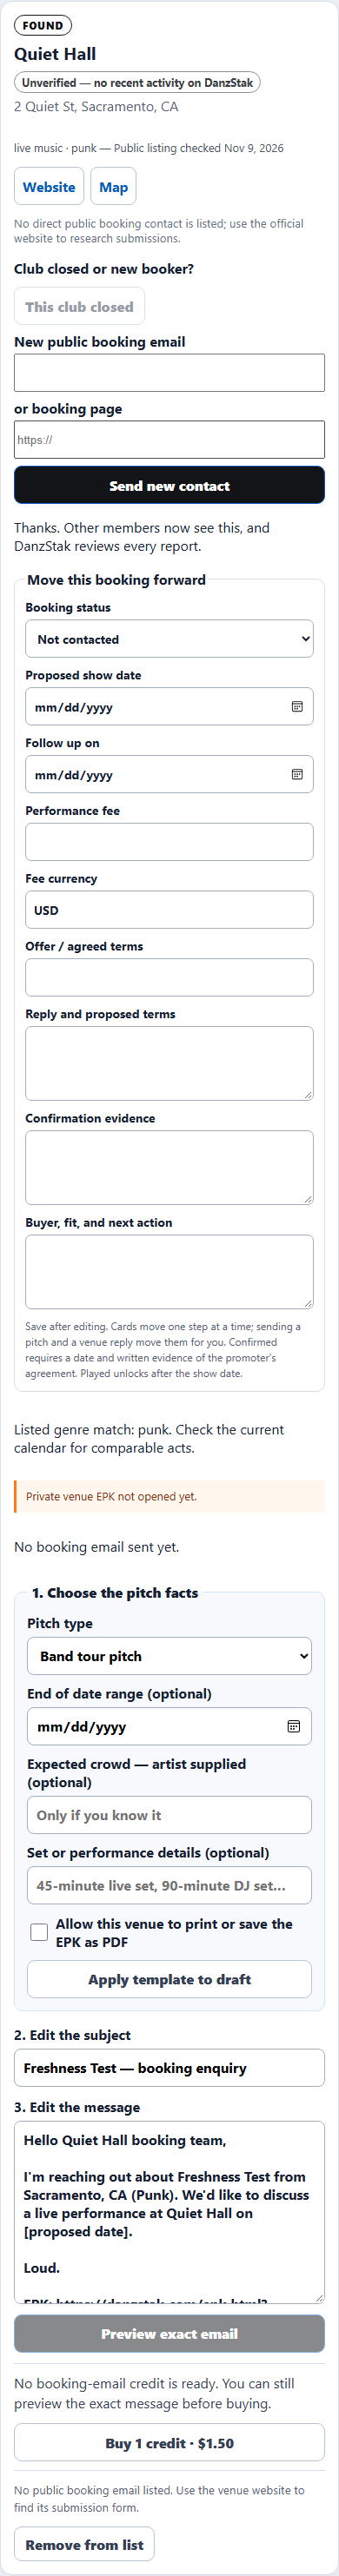 FOUND
Quiet Hall
Unverified — no recent activity on DanzStak
2 Quiet St, Sacramento, CA
live music · punk — Public listing checked Nov 9, 2026
Website
Map
No direct public booking contact is listed; use the official
website to research submissions.
Club closed or new booker?
This club closed
New public booking email
or booking page
https://
Send new contact
Thanks. Other members now see this, and
DanzStak reviews every report.
Move this booking forward
Booking status
Not contacted
Proposed show date
mm/dd/yyyy
Follow up on
mm/dd/yyyy
Performance fee
Fee currency
USD
Offer / agreed terms
Reply and proposed terms
Confirmation evidence
Buyer, fit, and next action
Save after editing. Cards move one step at a time; sending a
pitch and a venue reply move them for you. Confirmed
requires a date and written evidence of the promoter's
agreement. Played unlocks after the show date.
Listed genre match: punk. Check the current
calendar for comparable acts.
Private venue EPK not opened yet.
No booking email sent yet.
1. Choose the pitch facts
Pitch type
Band tour pitch
End of date range (optional)
mm/dd/yyyy
Expected crowd — artist supplied
(optional)
Only if you know it
Set or performance details (optional)
45-minute live set, 90-minute DJ set...
Allow this venue to print or save the
EPK as PDF
Apply template to draft
2. Edit the subject
Freshness Test — booking enquiry
3. Edit the message
Hello Quiet Hall booking team,
I'm reaching out about Freshness Test from
Sacramento, CA (Punk). We'd like to discuss
a live performance at Quiet Hall on
[proposed date].
Loud.
EPK: https://danzstak.com/epk.html?
Preview exact email
No booking-email credit is ready. You can still
preview the exact message before buying.
Buy 1 credit · $1.50
No public booking email listed. Use the venue website to
find its submission form.
Remove from list